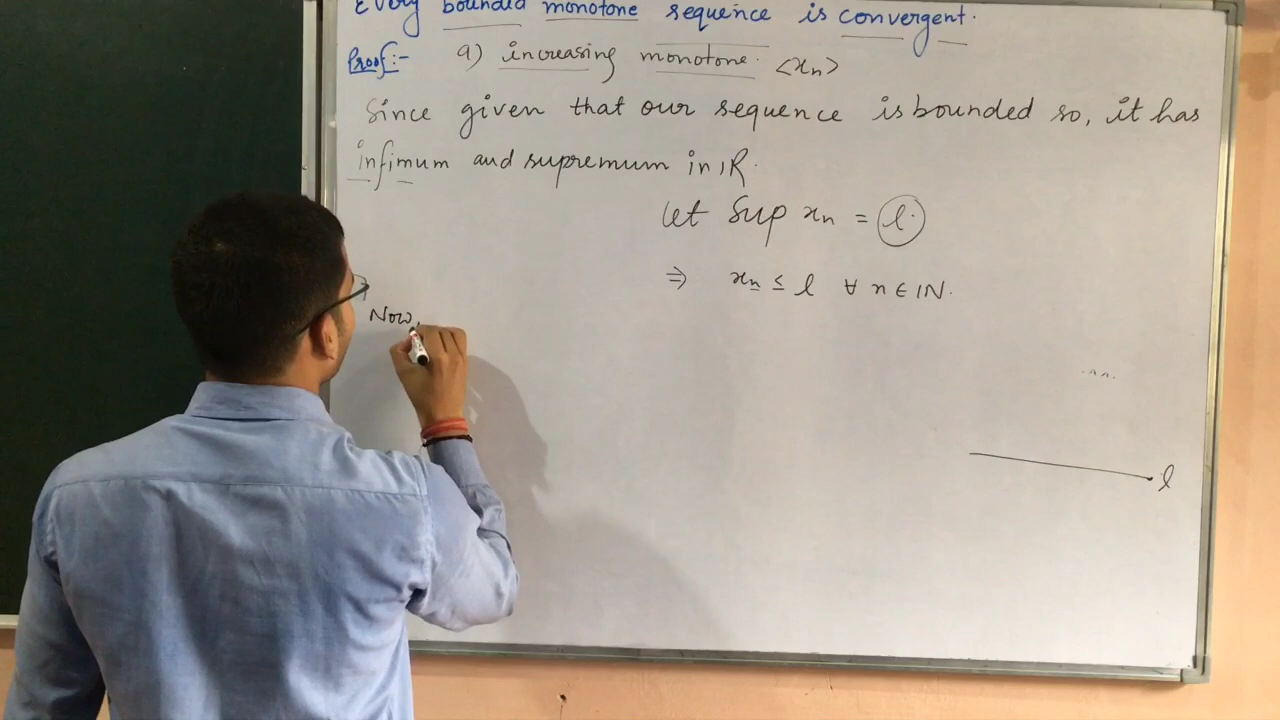 Every bounded monotone sequence is convergent.
Proof:- a) increasing monotone. <xn>
Since given that our sequence is bounded so, it has
infimum and supremum in IR.
let Sup xn = l.
⇒ xn ≤ l ∀ n ∈ IN.
Now,
l